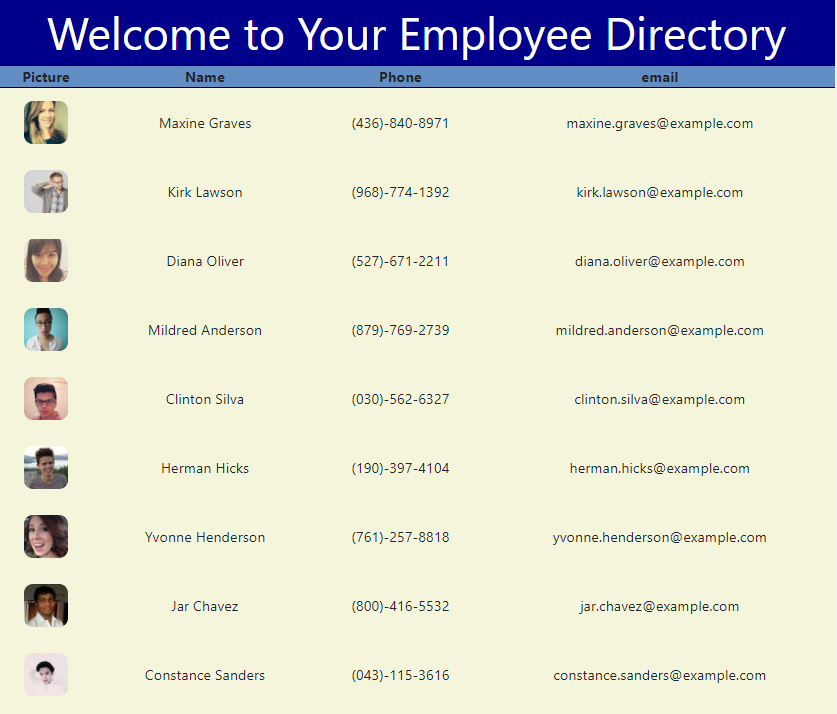 Welcome to Your Employee Directory
Picture Name Phone email
Maxine Graves (436)-840-8971 maxine.graves@example.com
Kirk Lawson (968)-774-1392 kirk.lawson@example.com
Diana Oliver (527)-671-2211 diana.oliver@example.com
Mildred Anderson (879)-769-2739 mildred.anderson@example.com
Clinton Silva (030)-562-6327 clinton.silva@example.com
Herman Hicks (190)-397-4104 herman.hicks@example.com
Yvonne Henderson (761)-257-8818 yvonne.henderson@example.com
Jar Chavez (800)-416-5532 jar.chavez@example.com
Constance Sanders (043)-115-3616 constance.sanders@example.com